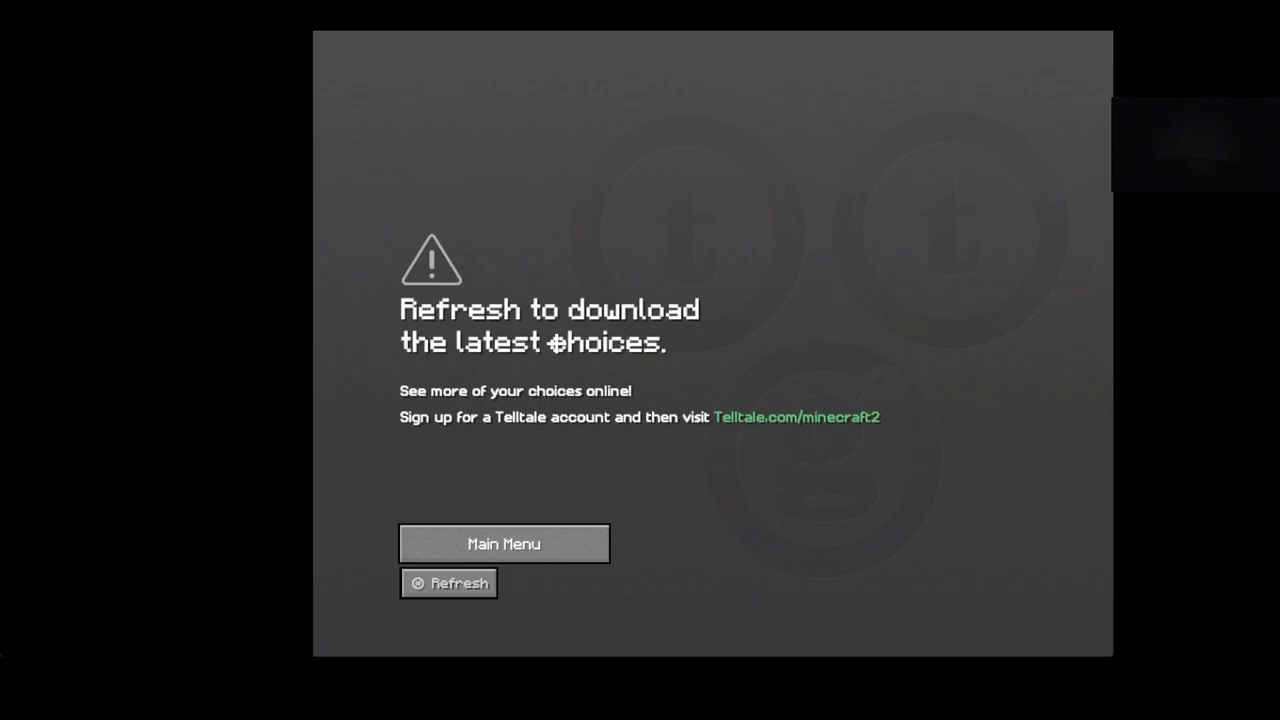 Refresh to download
the latest choices.
See more of your choices online!
Sign up for a Telltale account and then visit Telltale.com/minecraft2
Main Menu
Refresh